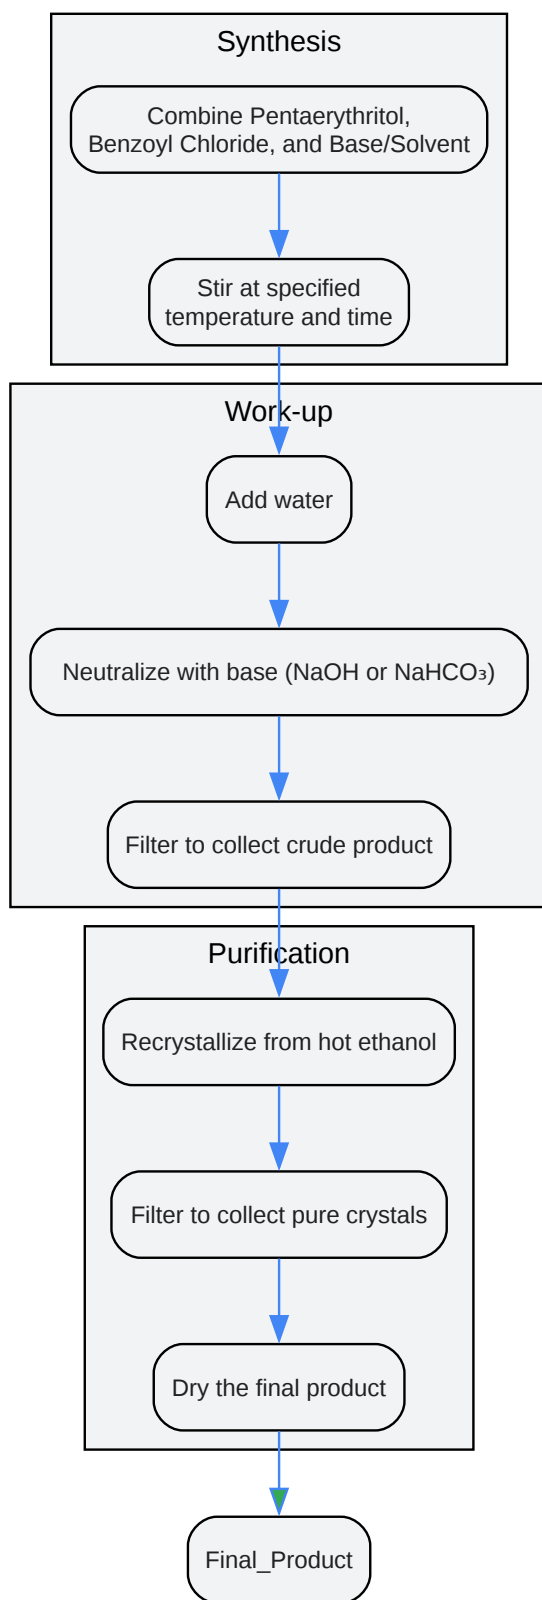 Synthesis
Combine Pentaerythritol,
Benzoyl Chloride, and Base/Solvent
Stir at specified
temperature and time
Work-up
Add water
Neutralize with base (NaOH or NaHCO₃)
Filter to collect crude product
Purification
Recrystallize from hot ethanol
Filter to collect pure crystals
Dry the final product
Final_Product